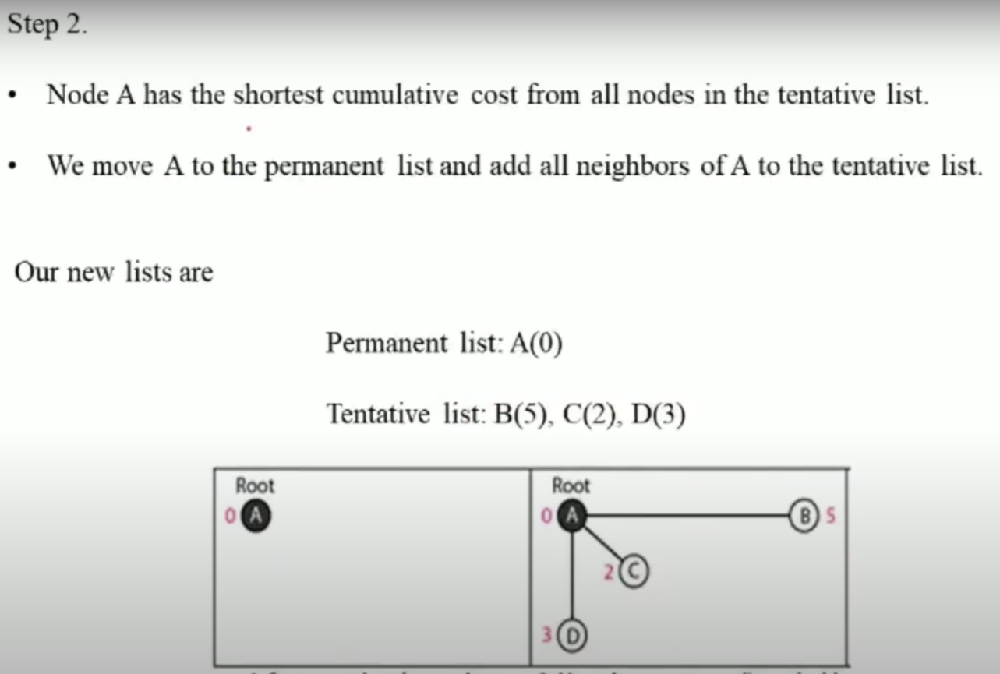 Step 2.
• Node A has the shortest cumulative cost from all nodes in the tentative list.
• We move A to the permanent list and add all neighbors of A to the tentative list.
Our new lists are
Permanent list: A(0)
Tentative list: B(5), C(2), D(3)
Root Root
0 A 0 A B 5
2 C
3 D